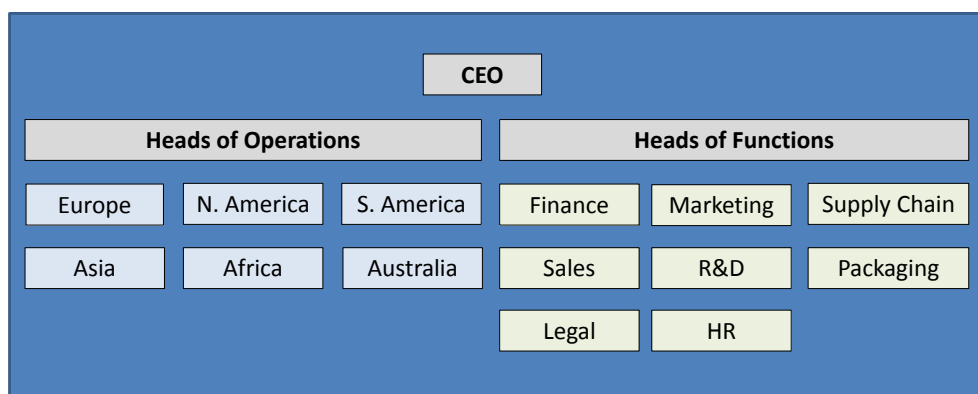 CEO
Heads of Operations
Heads of Functions
Europe
N. America
S. America
Finance
Marketing
Supply Chain
Asia
Africa
Australia
Sales
R&D
Packaging
Legal
HR